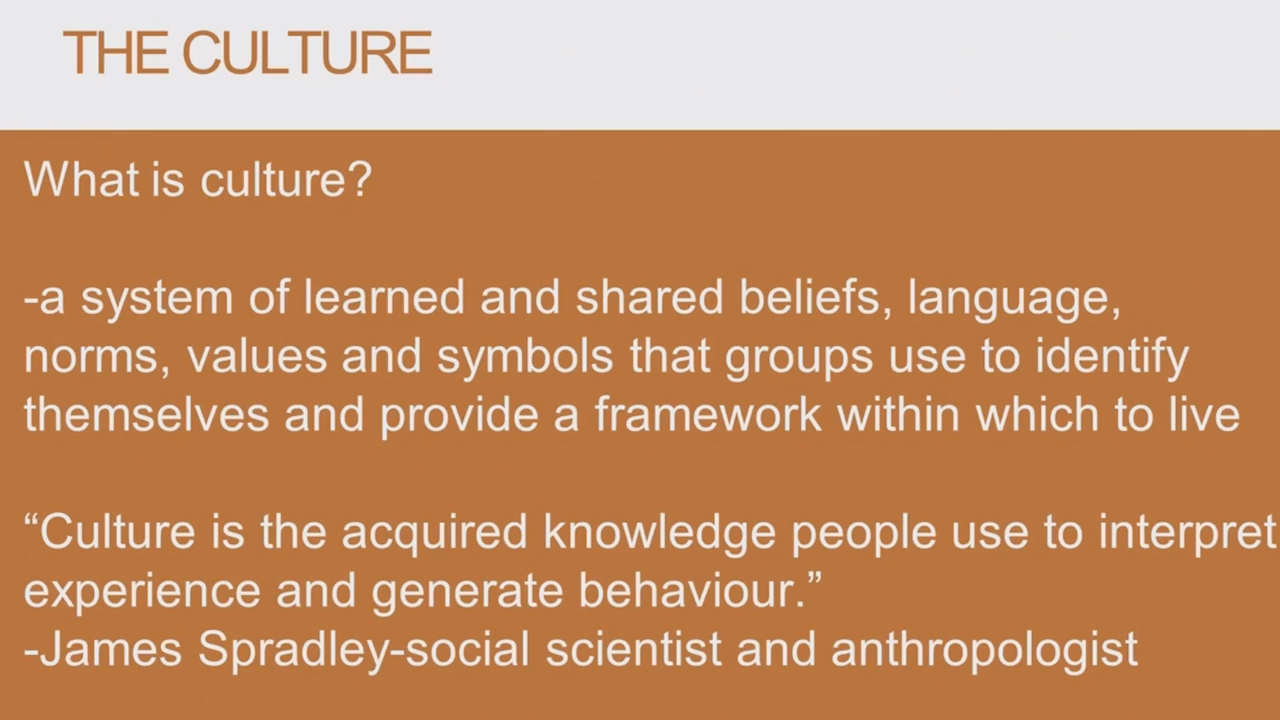 THE CULTURE
What is culture?
-a system of learned and shared beliefs, language,
norms, values and symbols that groups use to identify
themselves and provide a framework within which to live
“Culture is the acquired knowledge people use to interpret
experience and generate behaviour.”
-James Spradley-social scientist and anthropologist